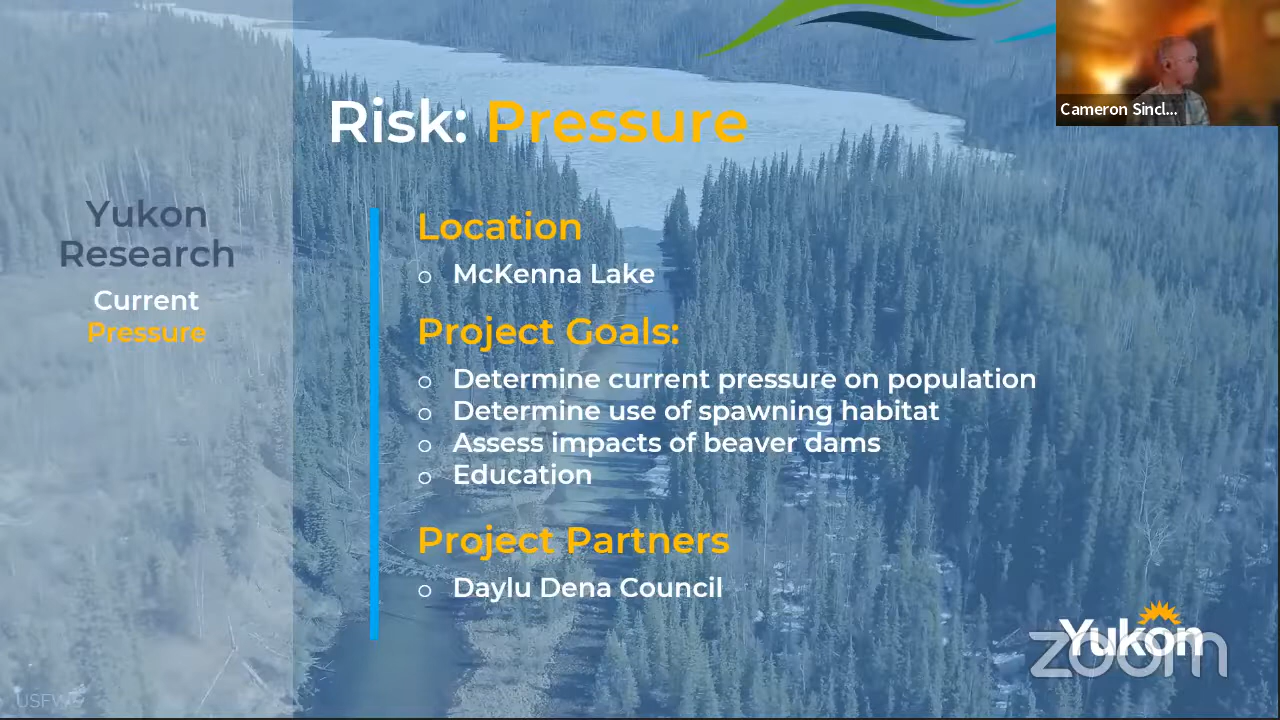 Risk: Pressure
Cameron Sincl...
Yukon
Research
Current
Pressure
Location
o McKenna Lake
Project Goals:
o Determine current pressure on population
o Determine use of spawning habitat
o Assess impacts of beaver dams
o Education
Project Partners
o Daylu Dena Council
Yukon
zoom
USFWS